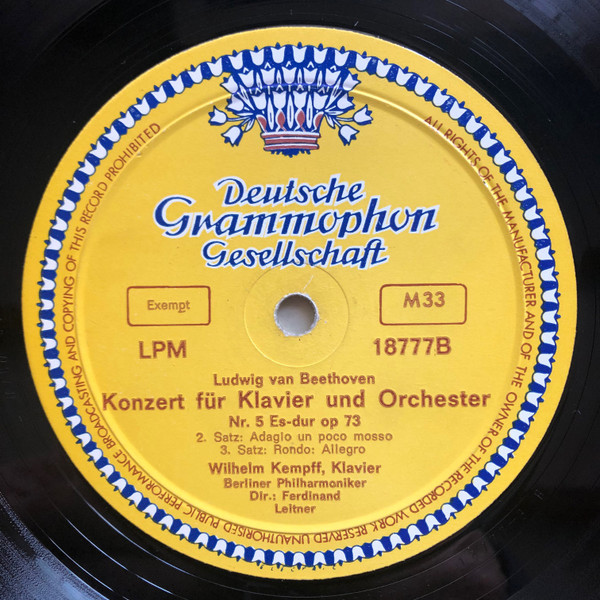 ALL RIGHTS OF THE MANUFACTURER AND OF THE OWNER OF THE RECORDED WORK RESERVED UNAUTHORISED PUBLIC PERFORMANCE BROADCASTING AND COPYING OF THIS RECORD PROHIBITED
Deutsche
Grammophon
Gesellschaft
Exempt M33
LPM 18777B
Ludwig van Beethoven
Konzert für Klavier und Orchester
Nr. 5 Es-dur op 73
2. Satz: Adagio un poco mosso
3. Satz: Rondo: Allegro
Wilhelm Kempff, Klavier
Berliner Philharmoniker
Dir.: Ferdinand
Leitner